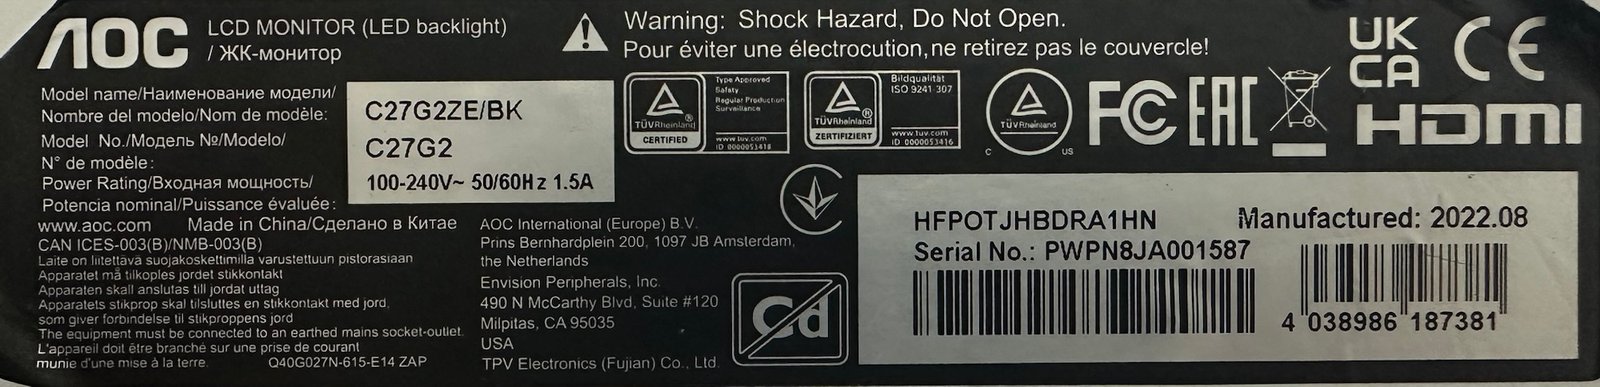 AOC LCD MONITOR (LED backlight)
/ ЖК-монитор
Warning: Shock Hazard, Do Not Open.
Pour éviter une électrocution, ne retirez pas le couvercle!
UK
CA
CE
Model name/Наименование модели/
Nombre del modelo/Nom de modèle:
C27G2ZE/BK
Model No./Модель №/Modelo/
N° de modèle:
C27G2
Power Rating/Входная мощность/
Potencia nominal/Puissance évaluée:
100-240V~ 50/60Hz 1.5A
TÜVRheinland
CERTIFIED
Type Approved
Safety
Regular Production
Surveillance
www.tuv.com
ID 0000053418
TÜVRheinland
ZERTIFIZIERT
Bildqualität
ISO 9241-307
www.tuv.com
ID 0000053416
TÜVRheinland
C US
FC
EAC
HDMI
www.aoc.com Made in China/Сделано в Китае
CAN ICES-003(B)/NMB-003(B)
Laite on liitettävä suojakoskettimilla varustettuun pistorasiaan
Apparatet må tilkoples jordet stikkontakt
Apparaten skall anslutas till jordat uttag
Apparatets stikprop skal tilsluttes en stikkontakt med jord,
som giver forbindelse til stikproppens jord
The equipment must be connected to an earthed mains socket-outlet.
L'appareil doit être branché sur une prise de courant
munie d'une mise à la terre. Q40G027N-615-E14 ZAP
AOC International (Europe) B.V.
Prins Bernhardplein 200, 1097 JB Amsterdam,
the Netherlands
Envision Peripherals, Inc.
490 N McCarthy Blvd, Suite #120
Milpitas, CA 95035
USA
TPV Electronics (Fujian) Co., Ltd.
Cd
HFPOTJHBDRA1HN Manufactured: 2022.08
Serial No.: PWPN8JA001587
4 038986 187381